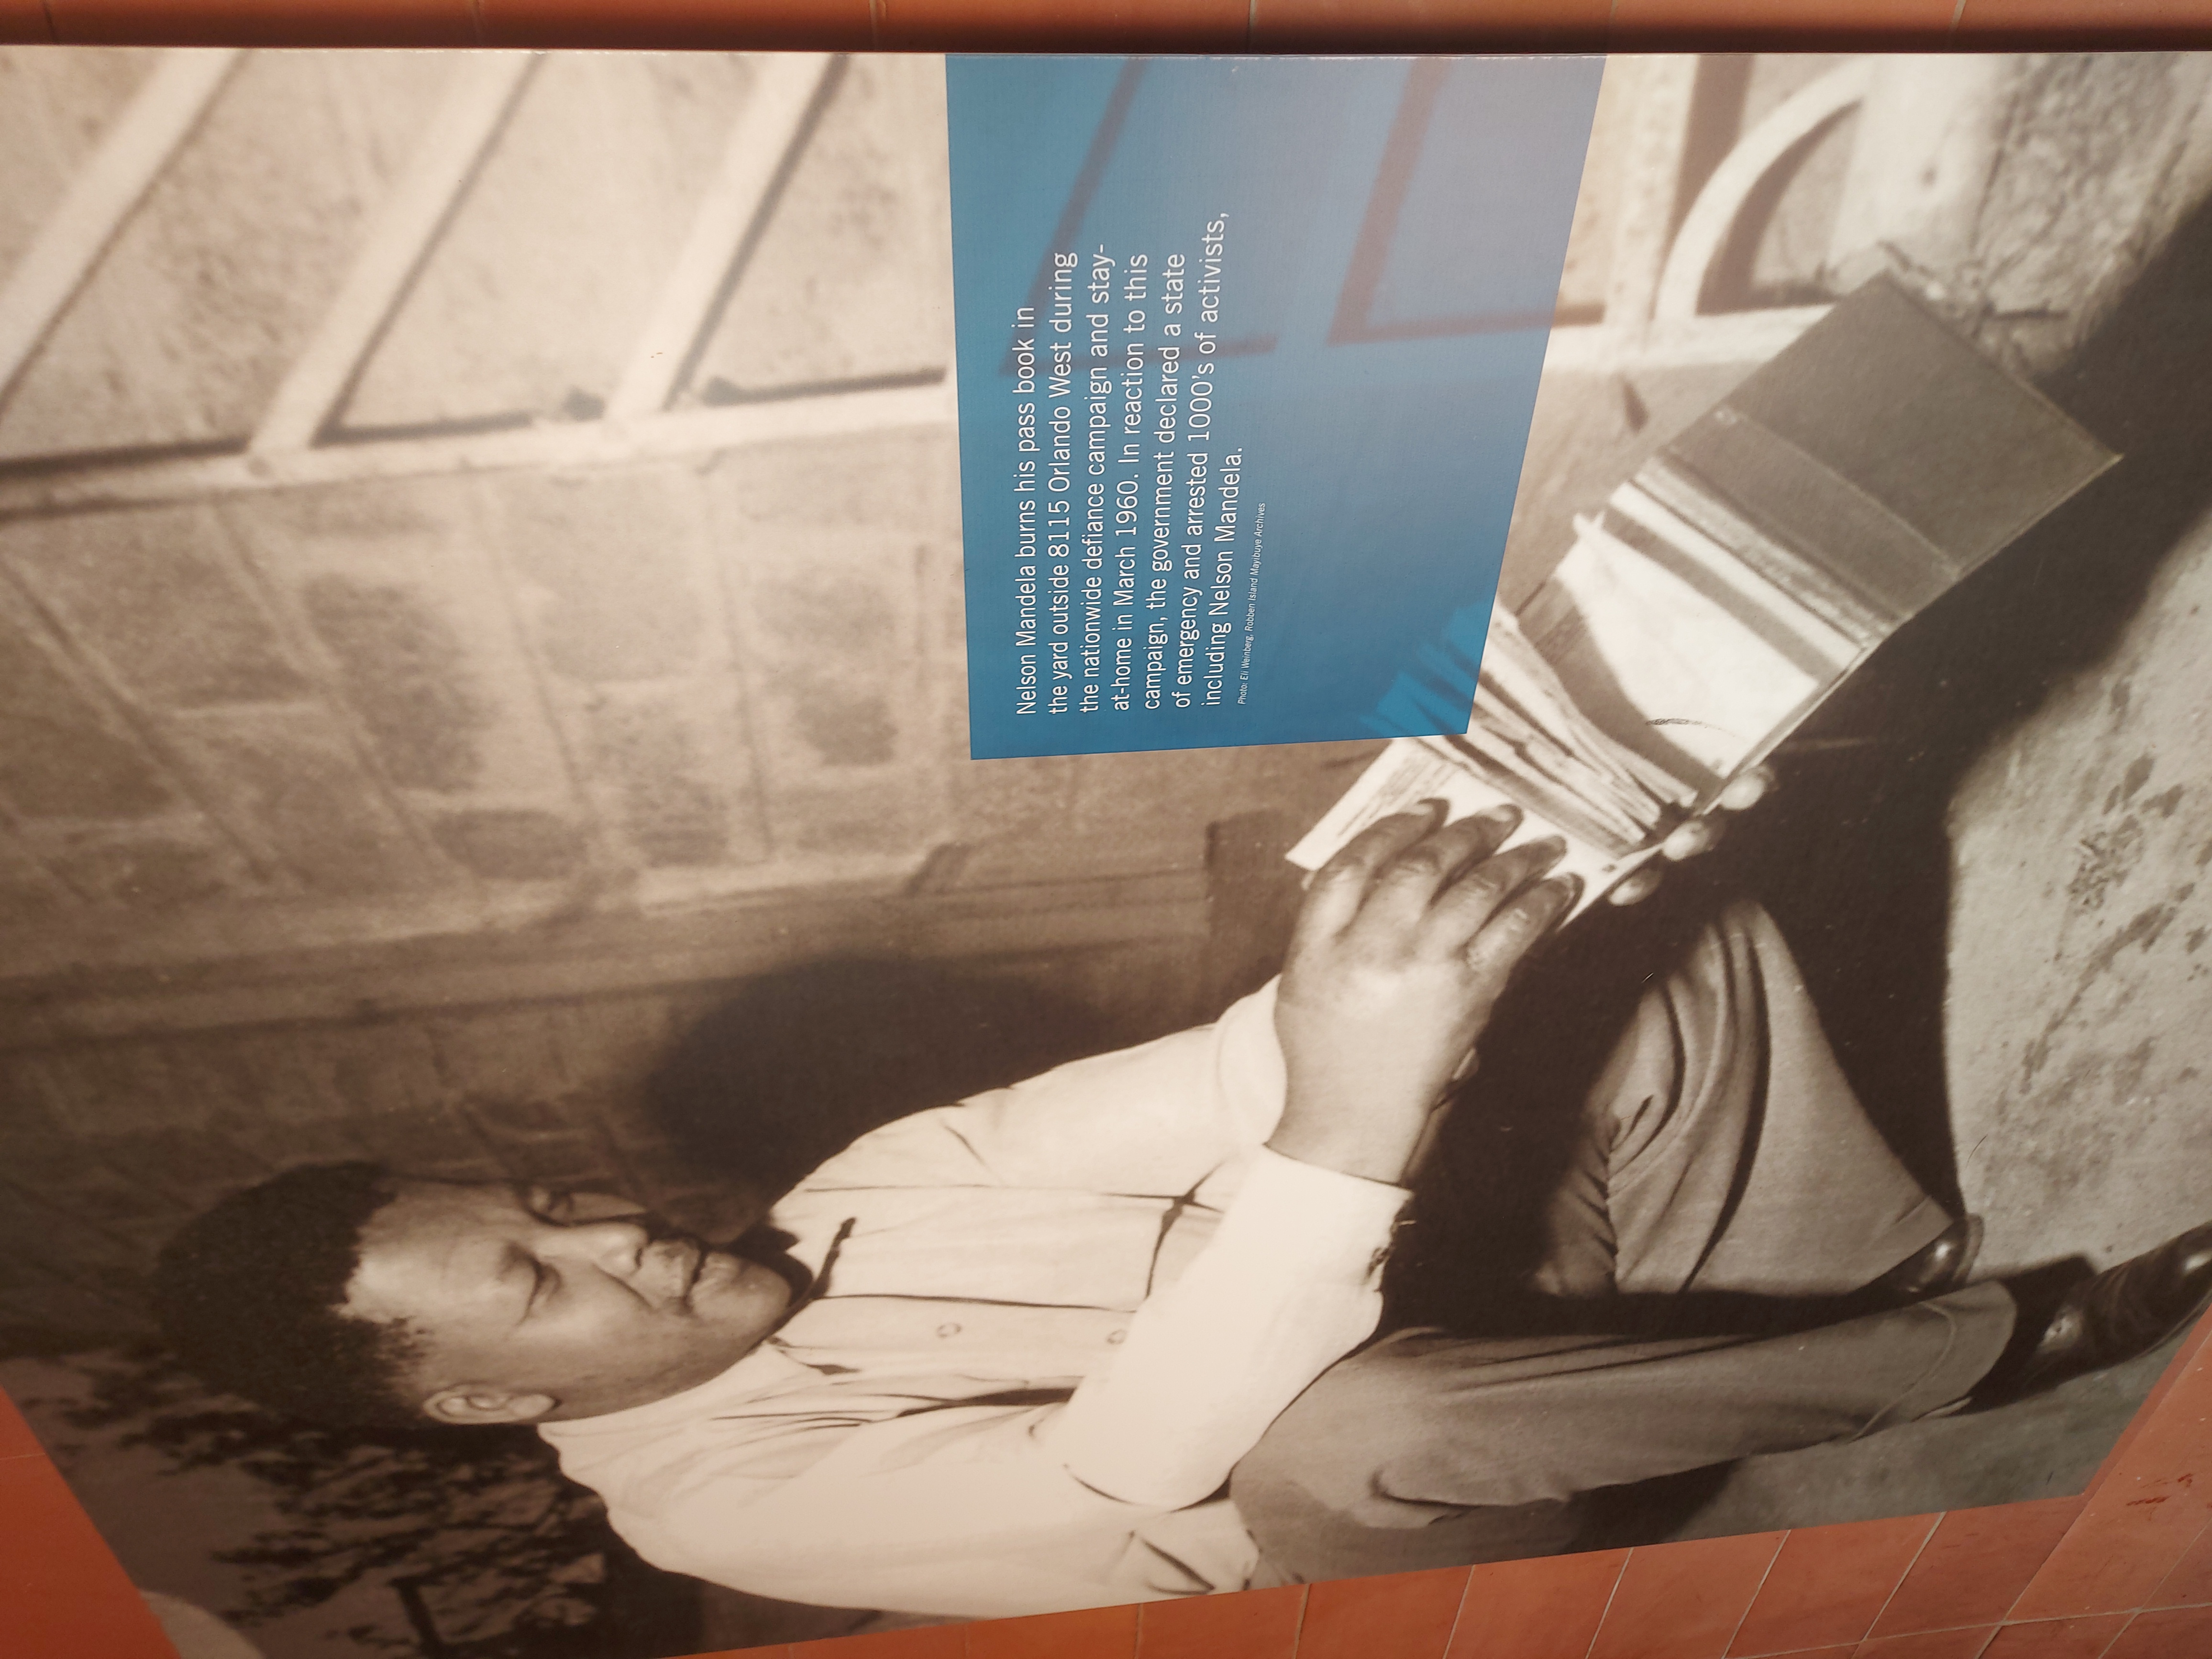 Nelson Mandela burns his pass book in
the yard outside 8115 Orlando West during
the nationwide defiance campaign and stay-
at-home in March 1960. In reaction to this
campaign, the government declared a state
of emergency and arrested 1000's of activists,
including Nelson Mandela.
Photo: Eli Weinberg, Robben Island Mayibuye Archives